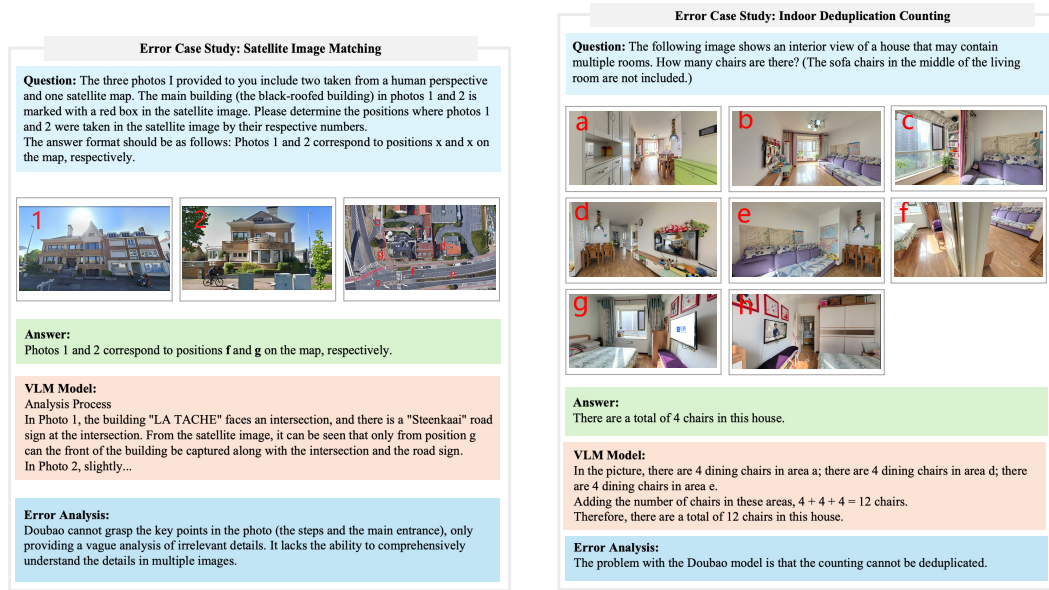 Error Case Study: Satellite Image Matching
Question: The three photos I provided to you include two taken from a human perspective
and one satellite map. The main building (the black-roofed building) in photos 1 and 2 is
marked with a red box in the satellite image. Please determine the positions where photos 1
and 2 were taken in the satellite image by their respective numbers.
The answer format should be as follows: Photos 1 and 2 correspond to positions x and x on
the map, respectively.
1
2
Answer:
Photos 1 and 2 correspond to positions f and g on the map, respectively.
VLM Model:
Analysis Process
In Photo 1, the building "LA TACHE" faces an intersection, and there is a "Steenkaai" road
sign at the intersection. From the satellite image, it can be seen that only from position g
can the front of the building be captured along with the intersection and the road sign.
In Photo 2, slightly...
Error Analysis:
Doubao cannot grasp the key points in the photo (the steps and the main entrance), only
providing a vague analysis of irrelevant details. It lacks the ability to comprehensively
understand the details in multiple images.
Error Case Study: Indoor Deduplication Counting
Question: The following image shows an interior view of a house that may contain
multiple rooms. How many chairs are there? (The sofa chairs in the middle of the living
room are not included.)
a
b
c
d
e
f
g
h
Answer:
There are a total of 4 chairs in this house.
VLM Model:
In the picture, there are 4 dining chairs in area a; there are 4 dining chairs in area d; there
are 4 dining chairs in area e.
Adding the number of chairs in these areas, 4 + 4 + 4 = 12 chairs.
Therefore, there are a total of 12 chairs in this house.
Error Analysis:
The problem with the Doubao model is that the counting cannot be deduplicated.